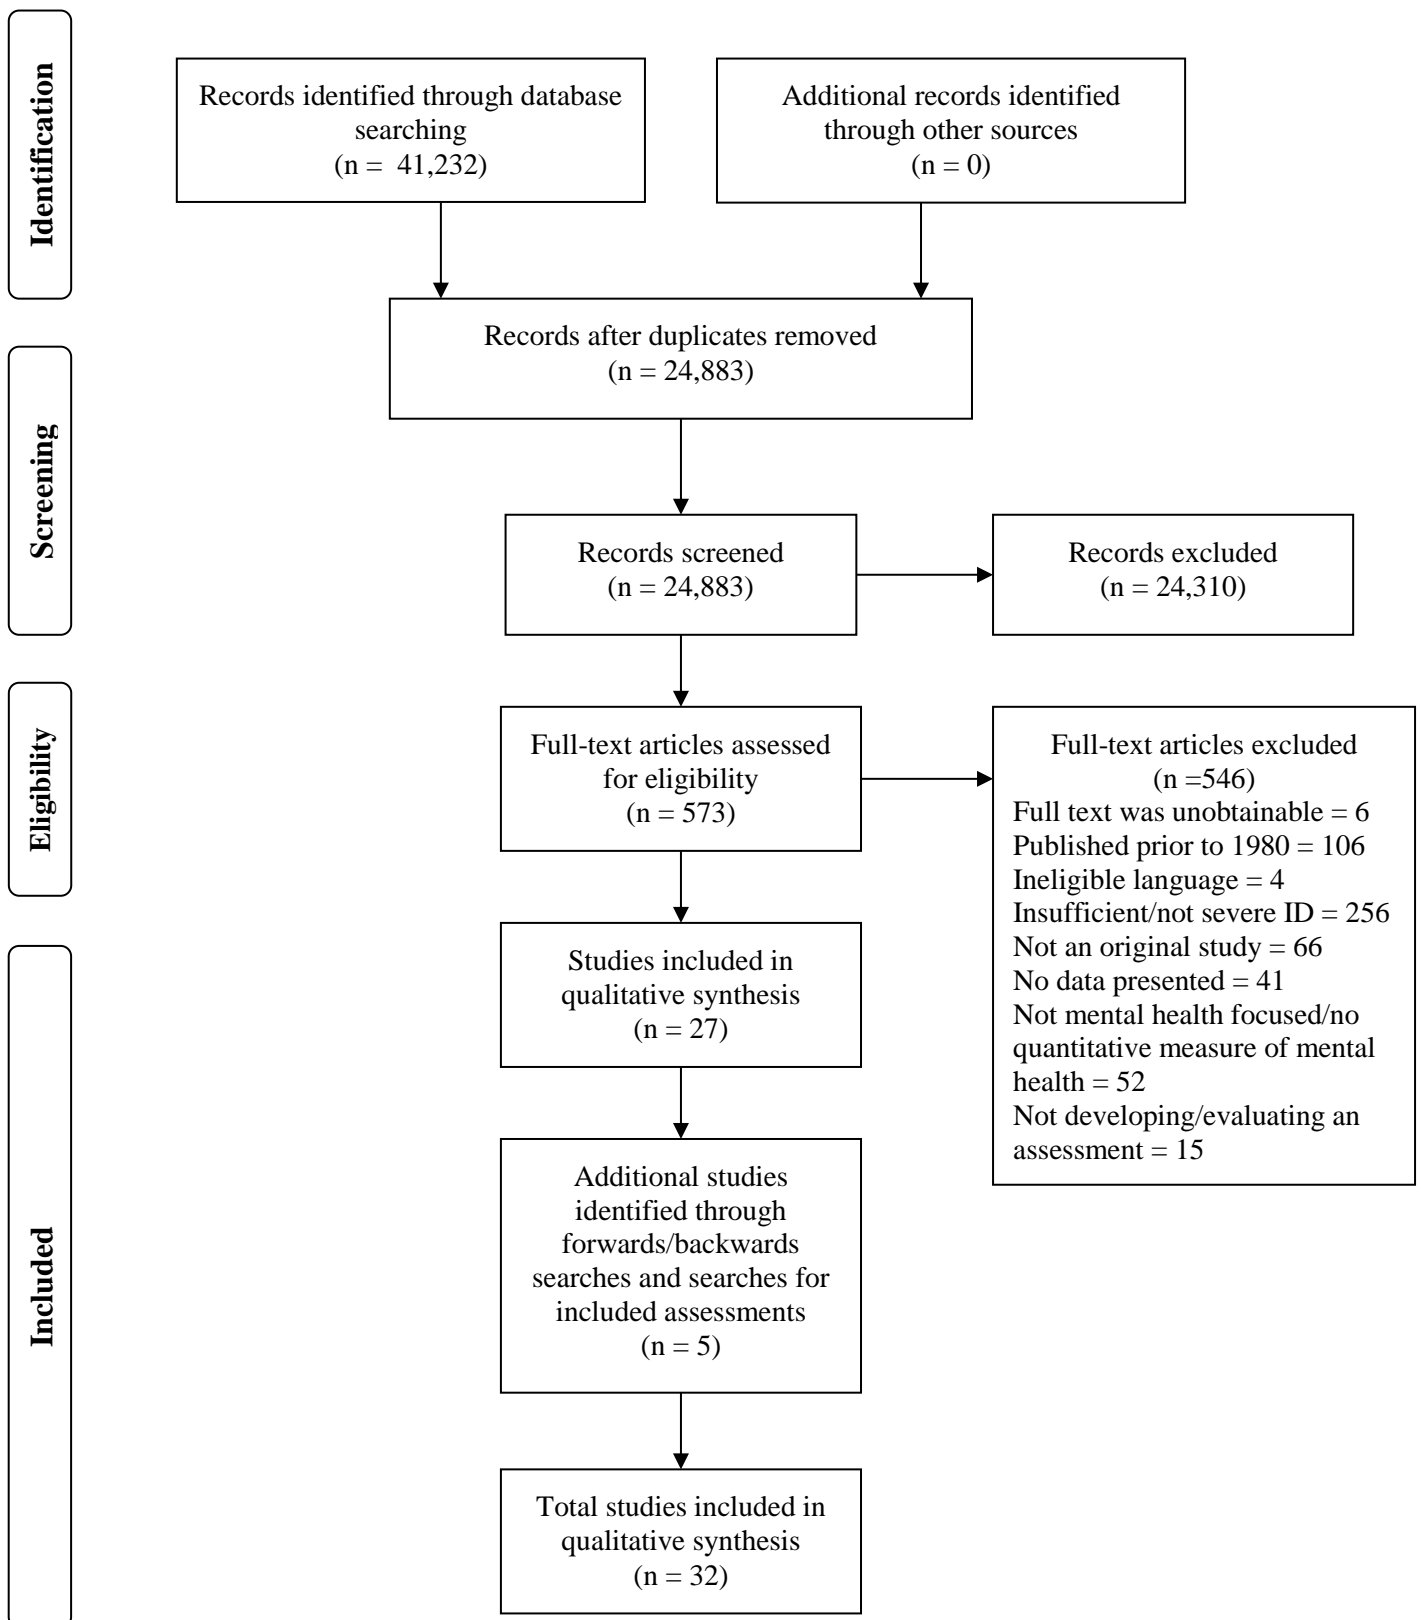 Identification
Records identified through database
searching
(n =  41,232)
Additional records identified
through other sources
(n = 0)
Records after duplicates removed
(n = 24,883)
Screening
Records screened
(n = 24,883)
Records excluded
(n = 24,310)
Eligibility
Full-text articles assessed
for eligibility
(n = 573)
Full-text articles excluded
(n =546)
Full text was unobtainable = 6
Published prior to 1980 = 106
Ineligible language = 4
Insufficient/not severe ID = 256
Not an original study = 66
No data presented = 41
Not mental health focused/no
quantitative measure of mental
health = 52
Not developing/evaluating an
assessment = 15
Included
Studies included in
qualitative synthesis
(n = 27)
Additional studies
identified through
forwards/backwards
searches and searches for
included assessments
(n = 5)
Total studies included in
qualitative synthesis
(n = 32)